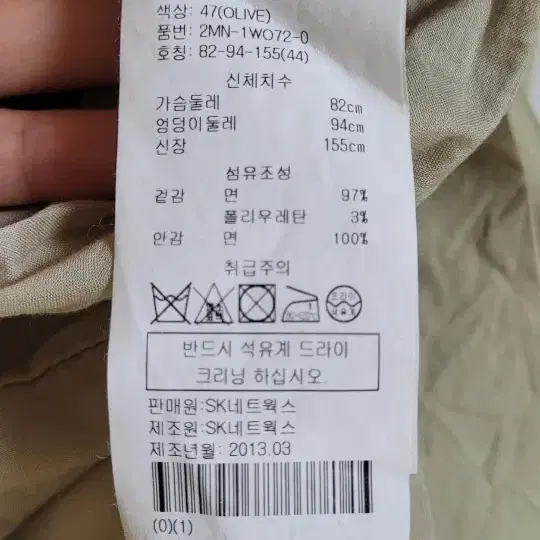 색상: 47(OLIVE)
품번: 2MN-1WO72-0
호칭: 82-94-155(44)
신체치수
가슴둘레 82cm
엉덩이둘레 94cm
신장 155cm
섬유조성
겉감 면 97%
폴리우레탄 3%
안감 면 100%
취급주의
드라이
반드시 석유계 드라이
크리닝 하십시오.
판매원:SK네트웍스
제조원:SK네트웍스
제조년월: 2013.03
(0)(1)